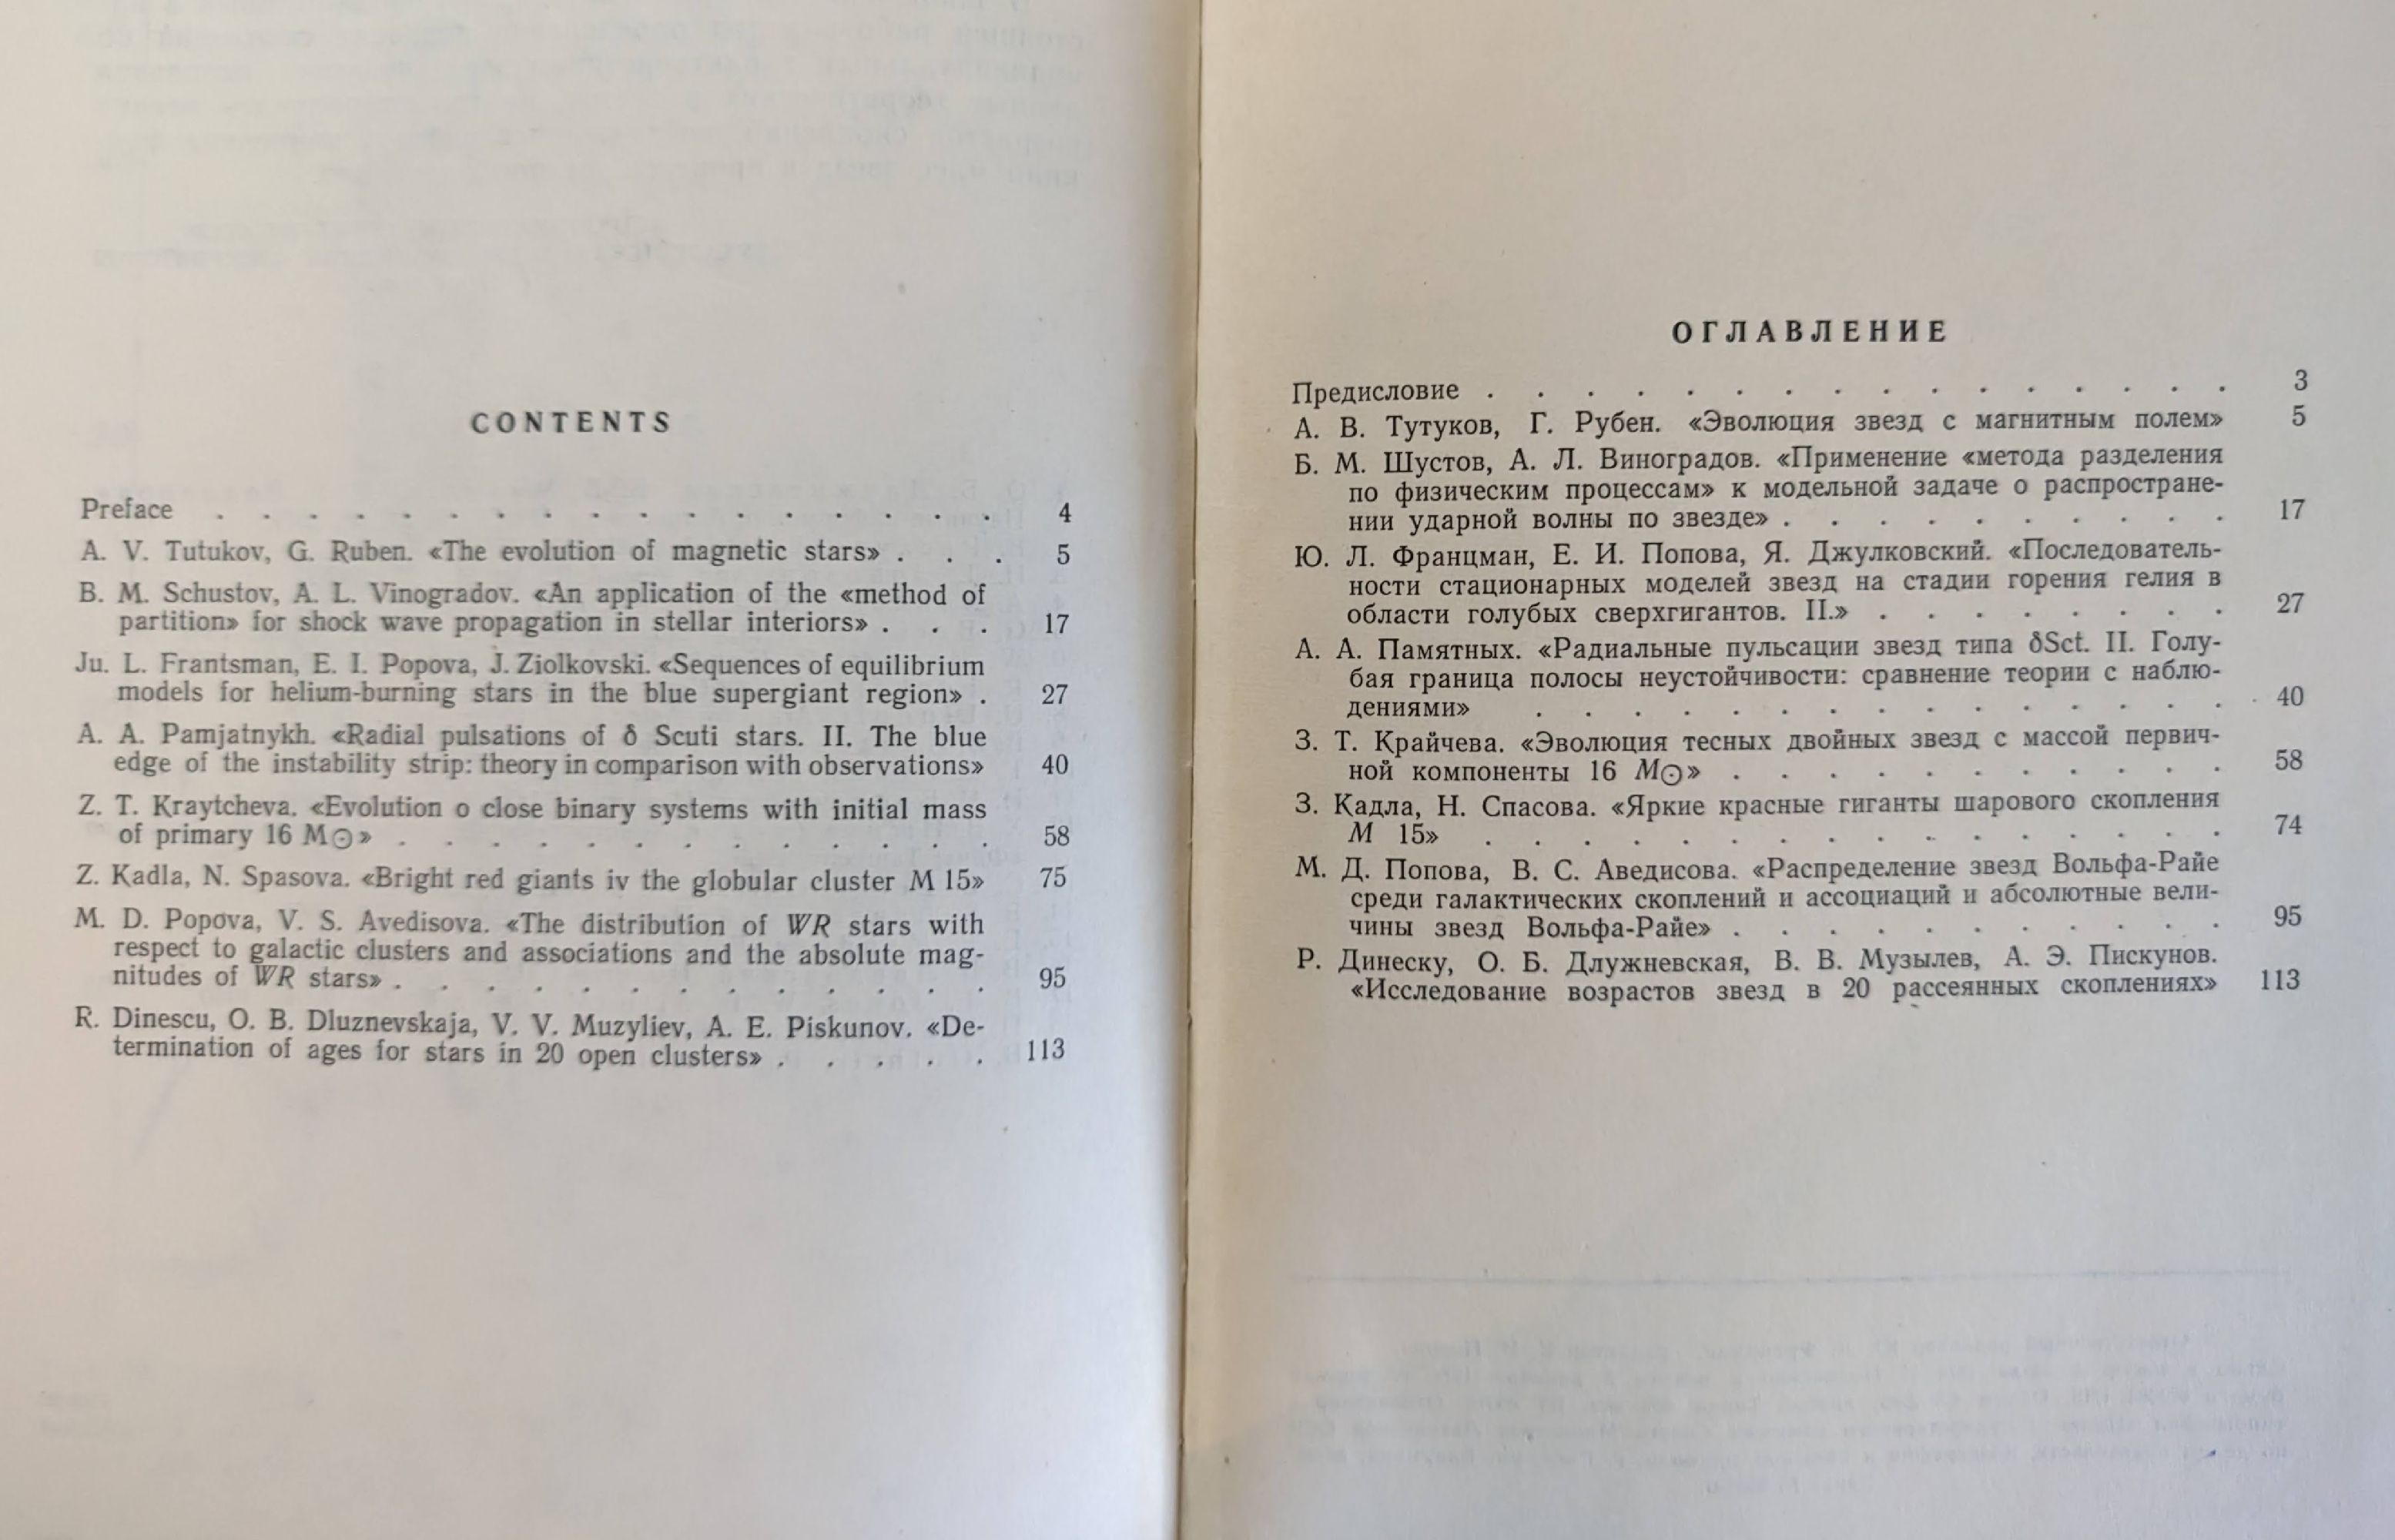 CONTENTS
Preface . . . . . . . . . . . . . . . . . 4
A. V. Tutukov, G. Ruben. «The evolution of magnetic stars» . . . 5
B. M. Schustov, A. L. Vinogradov. «An application of the «method of
partition» for shock wave propagation in stellar interiors» . . . 17
Ju. L. Frantsman, E. I. Popova, J. Ziolkovski. «Sequences of equilibrium
models for helium-burning stars in the blue supergiant region» . 27
A. A. Pamjatnykh. «Radial pulsations of δ Scuti stars. II. The blue
edge of the instability strip: theory in comparison with observations» 40
Z. T. Kraytcheva. «Evolution o close binary systems with initial mass
of primary 16 M⊙» . . . . . . . . . . . . . 58
Z. Kadla, N. Spasova. «Bright red giants iv the globular cluster M 15» 75
M. D. Popova, V. S. Avedisova. «The distribution of WR stars with
respect to galactic clusters and associations and the absolute mag-
nitudes of WR stars» . . . . . . . . . . . . . 95
R. Dinescu, O. B. Dluznevskaja, V. V. Muzyliev, A. E. Piskunov. «De-
termination of ages for stars in 20 open clusters» . . . . . 113
ОГЛАВЛЕНИЕ
Предисловие . . . . . . . . . . . . . . . . 3
А. В. Тутуков, Г. Рубен. «Эволюция звезд с магнитным полем» 5
Б. М. Шустов, А. Л. Виноградов. «Применение «метода разделения
по физическим процессам» к модельной задаче о распростране-
нии ударной волны по звезде» . . . . . . . . . . 17
Ю. Л. Францман, Е. И. Попова, Я. Джулковский. «Последователь-
ности стационарных моделей звезд на стадии горения гелия в
области голубых сверхгигантов. II.» . . . . . . . . 27
А. А. Памятных. «Радиальные пульсации звезд типа δSct. II. Голу-
бая граница полосы неустойчивости: сравнение теории с наблю-
дениями» . . . . . . . . . . . . . . . 40
З. Т. Крайчева. «Эволюция тесных двойных звезд с массой первич-
ной компоненты 16 M⊙» . . . . . . . . . . . 58
З. Кадла, Н. Спасова. «Яркие красные гиганты шарового скопления
М 15» . . . . . . . . . . . . . . . . 74
М. Д. Попова, В. С. Аведисова. «Распределение звезд Вольфа-Райе
среди галактических скоплений и ассоциаций и абсолютные вели-
чины звезд Вольфа-Райе» . . . . . . . . . . . 95
Р. Динеску, О. Б. Длужневская, В. В. Музылев, А. Э. Пискунов.
«Исследование возрастов звезд в 20 рассеянных скоплениях» 113